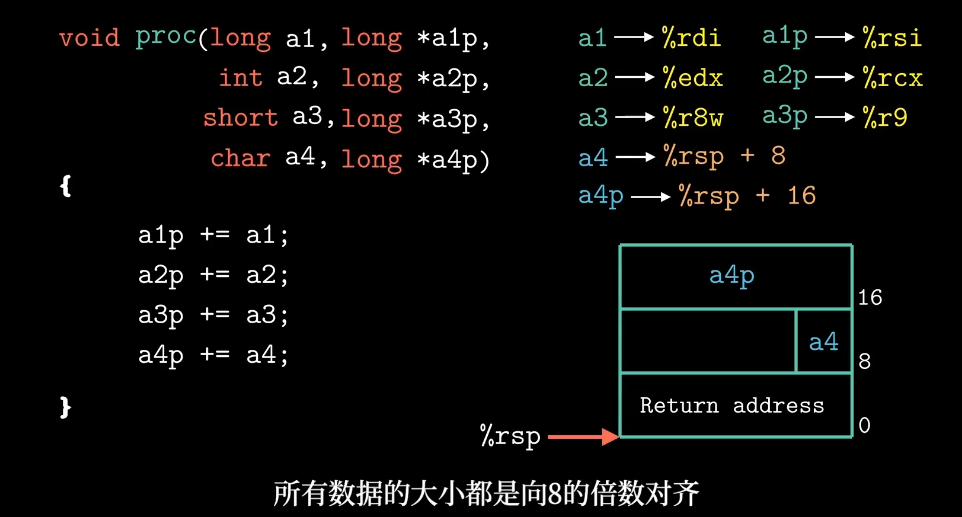 void proc(long a1, long *a1p,
int a2, long *a2p,
short a3, long *a3p,
char a4, long *a4p)
{
a1p += a1;
a2p += a2;
a3p += a3;
a4p += a4;
}
a1 → %rdi a1p → %rsi
a2 → %edx a2p → %rcx
a3 → %r8w a3p → %r9
a4 → %rsp + 8
a4p → %rsp + 16
a4p
16
a4
8
Return address
0
%rsp
所有数据的大小都是向8的倍数对齐